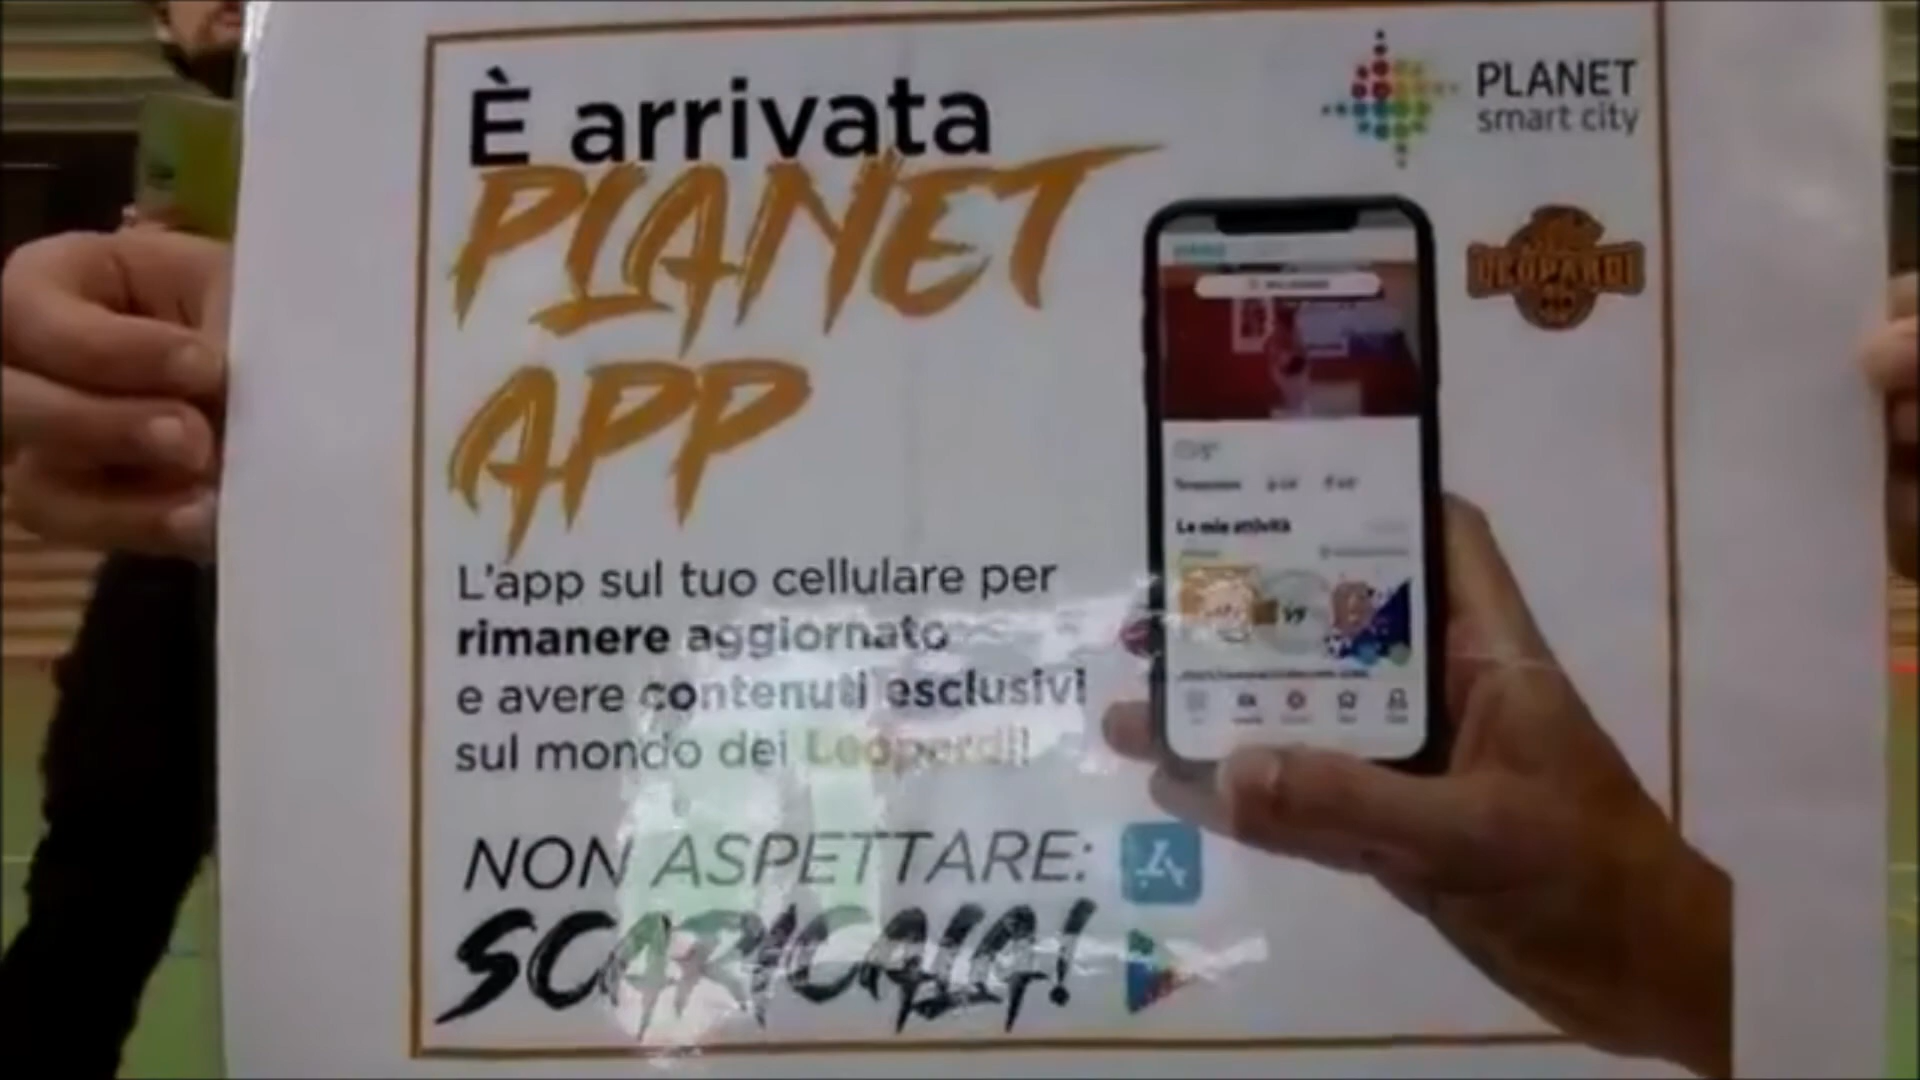 È arrivata
PLANET
APP
L'app sul tuo cellulare per
rimanere aggiornato
e avere contenuti esclusivi
sul mondo dei Leopardi!
NON ASPETTARE:
SCARICALA!
PLANET
smart city
LEOPARDI
Le mie attività
VS